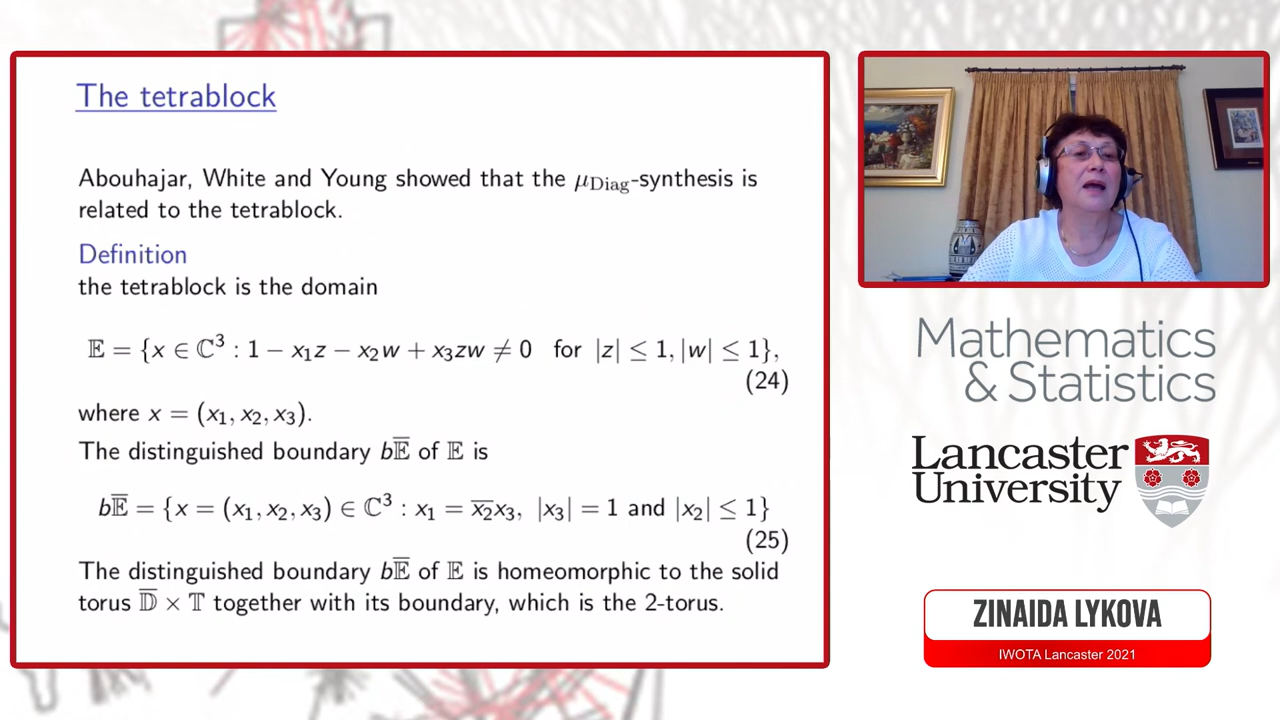 The tetrablock
Abouhajar, White and Young showed that the μ_Diag-synthesis is
related to the tetrablock.
Definition
the tetrablock is the domain
𝔼 = {x ∈ ℂ³ : 1 − x₁z − x₂w + x₃zw ≠ 0 for |z| ≤ 1, |w| ≤ 1},
(24)
where x = (x₁, x₂, x₃).
The distinguished boundary b𝔼̅ of 𝔼 is
b𝔼̅ = {x = (x₁, x₂, x₃) ∈ ℂ³ : x₁ = x̅₂x₃, |x₃| = 1 and |x₂| ≤ 1}
(25)
The distinguished boundary b𝔼̅ of 𝔼 is homeomorphic to the solid
torus 𝔻̅ × 𝕋 together with its boundary, which is the 2-torus.
Mathematics
& Statistics
Lancaster
University
ZINAIDA LYKOVA
IWOTA Lancaster 2021